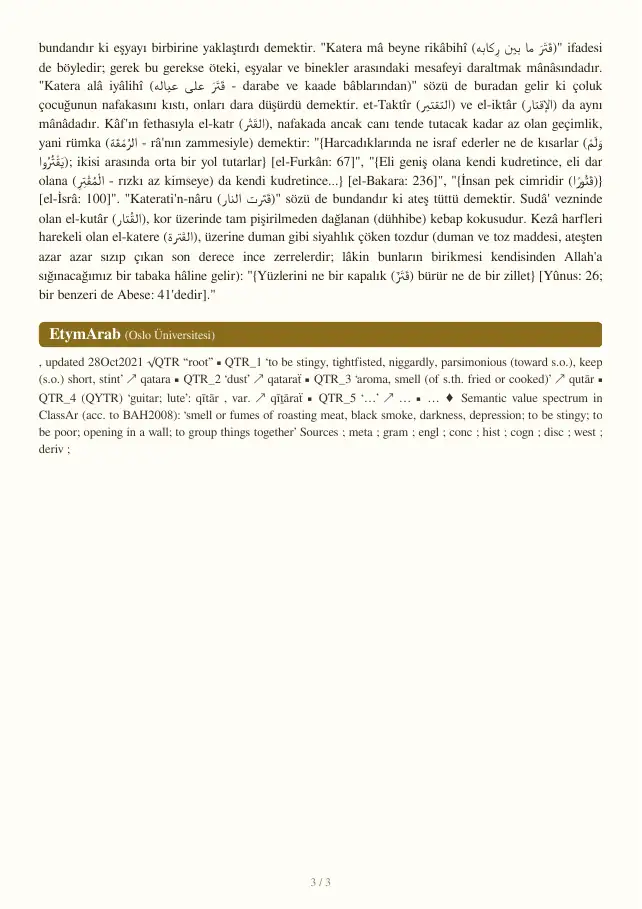 bundandır ki eşyayı birbirine yaklaştırdı demektir. "Katera mâ beyne rikâbihî (قَتَرَ ما بين رِكابه)" ifadesi
de böyledir; gerek bu gerekse öteki, eşyalar ve binekler arasındaki mesafeyi daraltmak mânâsındadır.
"Katera alâ iyâlihî (قَتَرَ على عياله - darabe ve kaade bâblarından)" sözü de buradan gelir ki çoluk
çocuğunun nafakasını kıstı, onları dara düşürdü demektir. et-Taktîr (التقتير) ve el-iktâr (الإقتار) da aynı
mânâdadır. Kâf'ın fethasıyla el-katr (القَتْر), nafakada ancak canı tende tutacak kadar az olan geçimlik,
yani rümka (الرُمْقَة - râ'nın zammesiyle) demektir: "{Harcadıklarında ne israf ederler ne de kısarlar (وَلَمْ
يَقْتُرُوا); ikisi arasında orta bir yol tutarlar} [el-Furkân: 67]", "{Eli geniş olana kendi kudretince, eli dar
olana (الْمُقْتِرِ - rızkı az kimseye) da kendi kudretince...} [el-Bakara: 236]", "{İnsan pek cimridir (قَتُورًا)}
[el-İsrâ: 100]". "Kateratı'n-nâru (قترت النار)" sözü de bundandır ki ateş tüttü demektir. Sudâ' vezninde
olan el-kutâr (القُتَار), kor üzerinde tam pişirilmeden dağlanan (dühhibe) kebap kokusudur. Kezâ harfleri
harekeli olan el-katere (القَترة), üzerine duman gibi siyahlık çöken tozdur (duman ve toz maddesi, ateşten
azar azar sızıp çıkan son derece ince zerrelerdir; lâkin bunların birikmesi kendisinden Allah'a
sığınacağımız bir tabaka hâline gelir): "{Yüzlerini ne bir kapalık (قَتَرٌ) bürür ne de bir zillet} [Yûnus: 26;
bir benzeri de Abese: 41'dedir]."
EtymArab (Oslo Üniversitesi)
, updated 28Oct2021 √QTR “root” ▪ QTR_1 ‘to be stingy, tightfisted, niggardly, parsimonious (toward s.o.), keep
(s.o.) short, stint’ ↗ qatara ▪ QTR_2 ‘dust’ ↗ qataraẗ ▪ QTR_3 ‘aroma, smell (of s.th. fried or cooked)’ ↗ qutār ▪
QTR_4 (QYTR) ‘guitar; lute’: qītār , var. ↗ qīṯāraẗ ▪ QTR_5 ‘…’ ↗ … ▪ … ♦ Semantic value spectrum in
ClassAr (acc. to BAH2008): ‘smell or fumes of roasting meat, black smoke, darkness, depression; to be stingy; to
be poor; opening in a wall; to group things together’ Sources ; meta ; gram ; engl ; conc ; hist ; cogn ; disc ; west ;
deriv ;
3 / 3